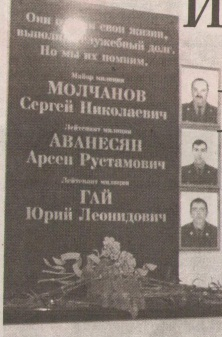 Они свои жизни,
служебный долг.
Но мы их помним.
Майор милиции
МОЛЧАНОВ
Сергей Николаевич
Лейтенант милиции
АВАНЕСЯН
Арсен Рустамович
Лейтенант милиции
ГАЙ
Юрий Леонидович